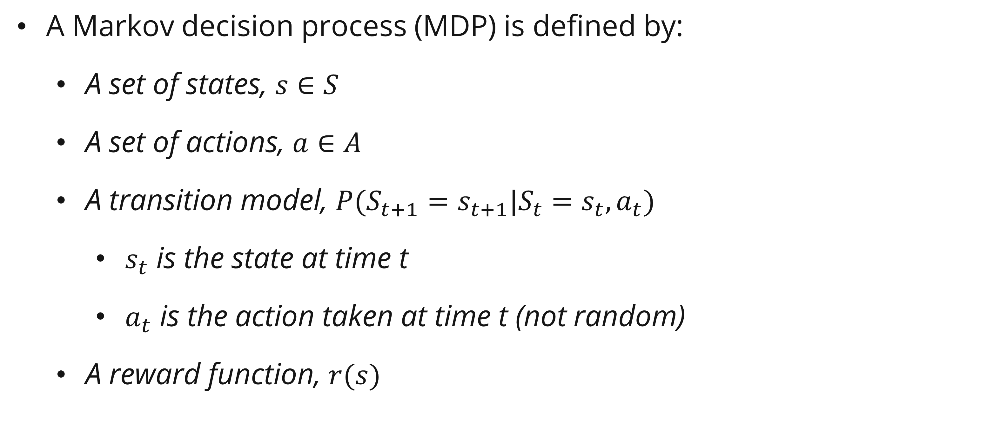 • A Markov decision process (MDP) is defined by:
• A set of states, s ∈ S
• A set of actions, a ∈ A
• A transition model, P(S_{t+1} = s_{t+1}|S_t = s_t, a_t)
• s_t is the state at time t
• a_t is the action taken at time t (not random)
• A reward function, r(s)